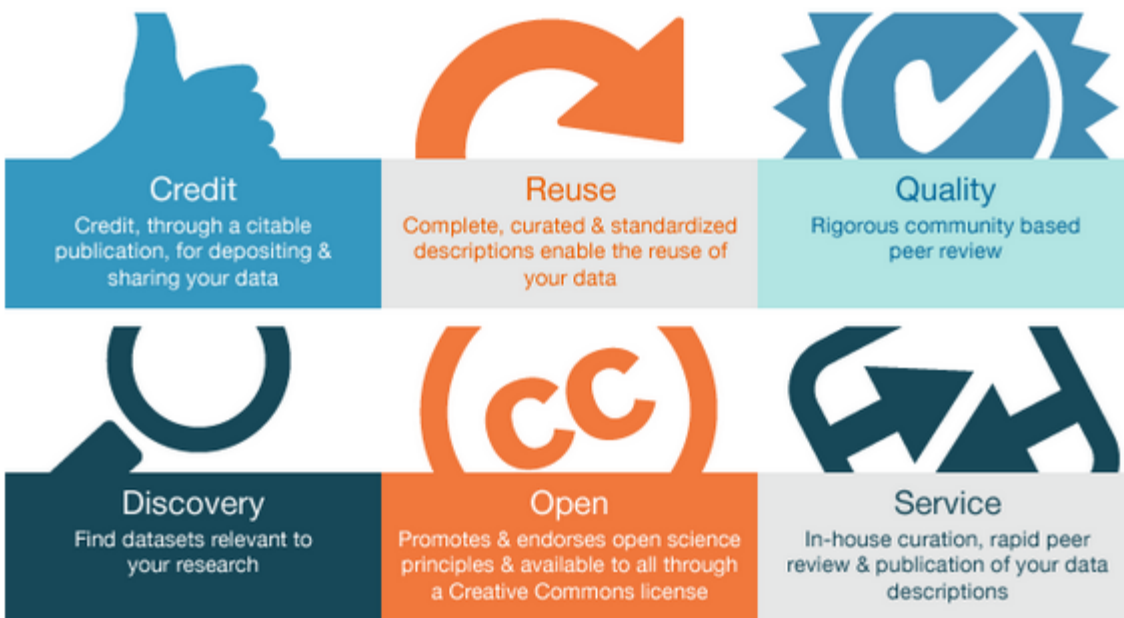 Credit
Credit, through a citable
publication, for depositing &
sharing your data
Reuse
Complete, curated & standardized
descriptions enable the reuse of
your data
Quality
Rigorous community based
peer review
CC
Discovery
Find datasets relevant to
your research
Open
Promotes & endorses open science
principles & available to all through
a Creative Commons license
Service
In-house curation, rapid peer
review & publication of your data
descriptions